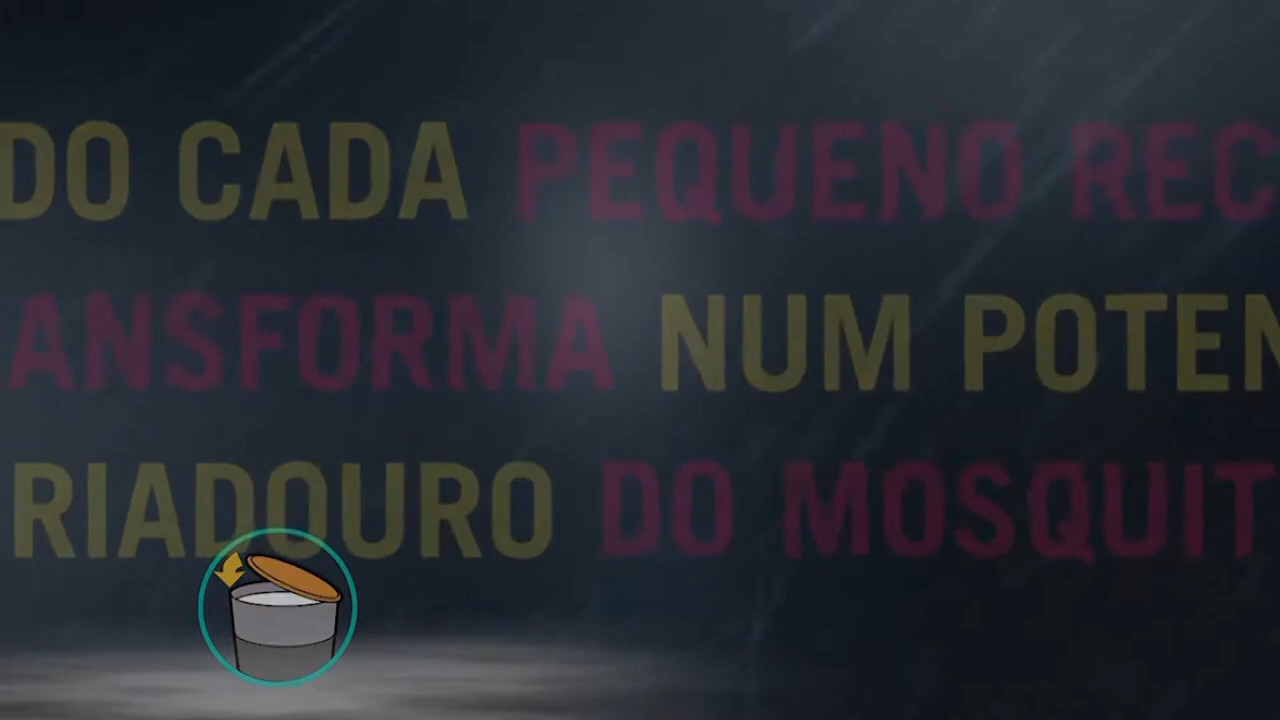 DO CADA PEQUENO REC
ANSFORMA NUM POTEN
RIADOURO DO MOSQUIT